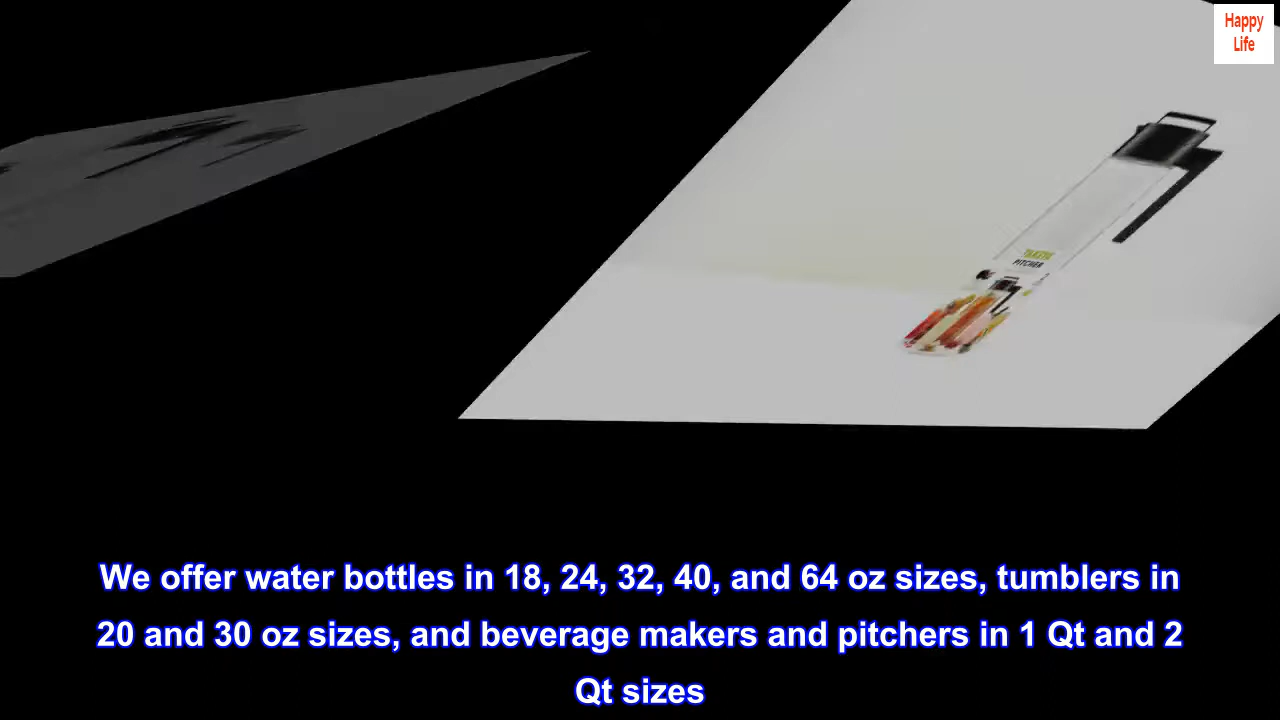 Happy
Life
PITCHER
We offer water bottles in 18, 24, 32, 40, and 64 oz sizes, tumblers in
20 and 30 oz sizes, and beverage makers and pitchers in 1 Qt and 2
Qt sizes